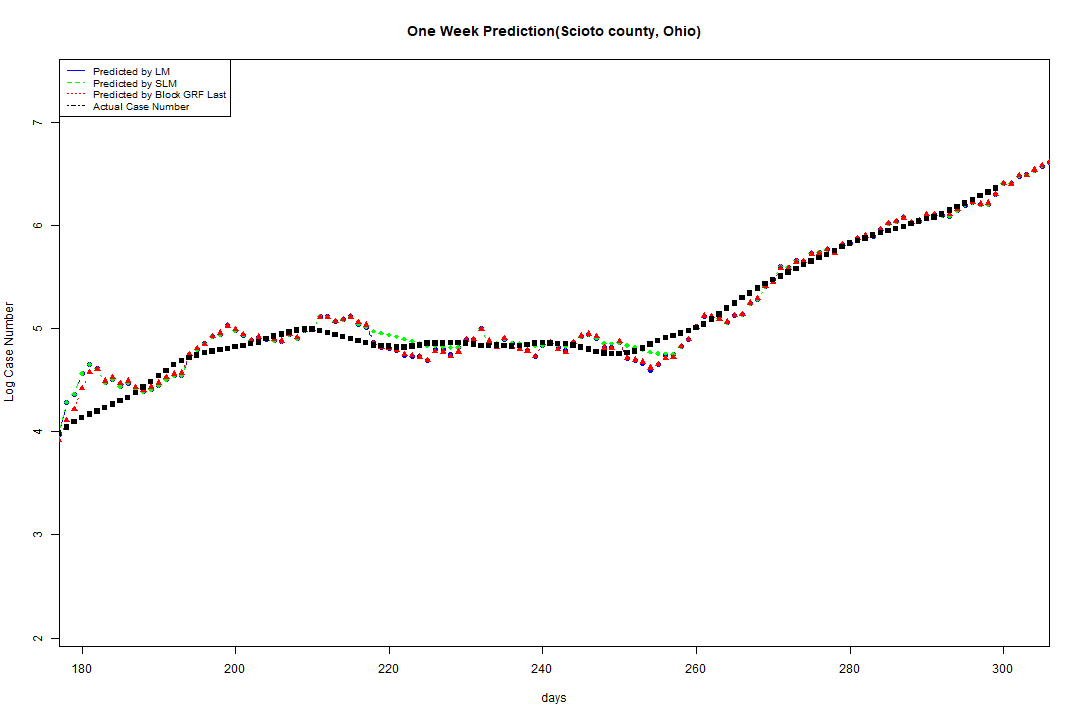 One Week Prediction(Scioto county, Ohio)
Predicted by LM
Predicted by SLM
Predicted by Block GRF Last
Actual Case Number
7
6
5
4
3
2
Log Case Number
180 200 220 240 260 280 300
days